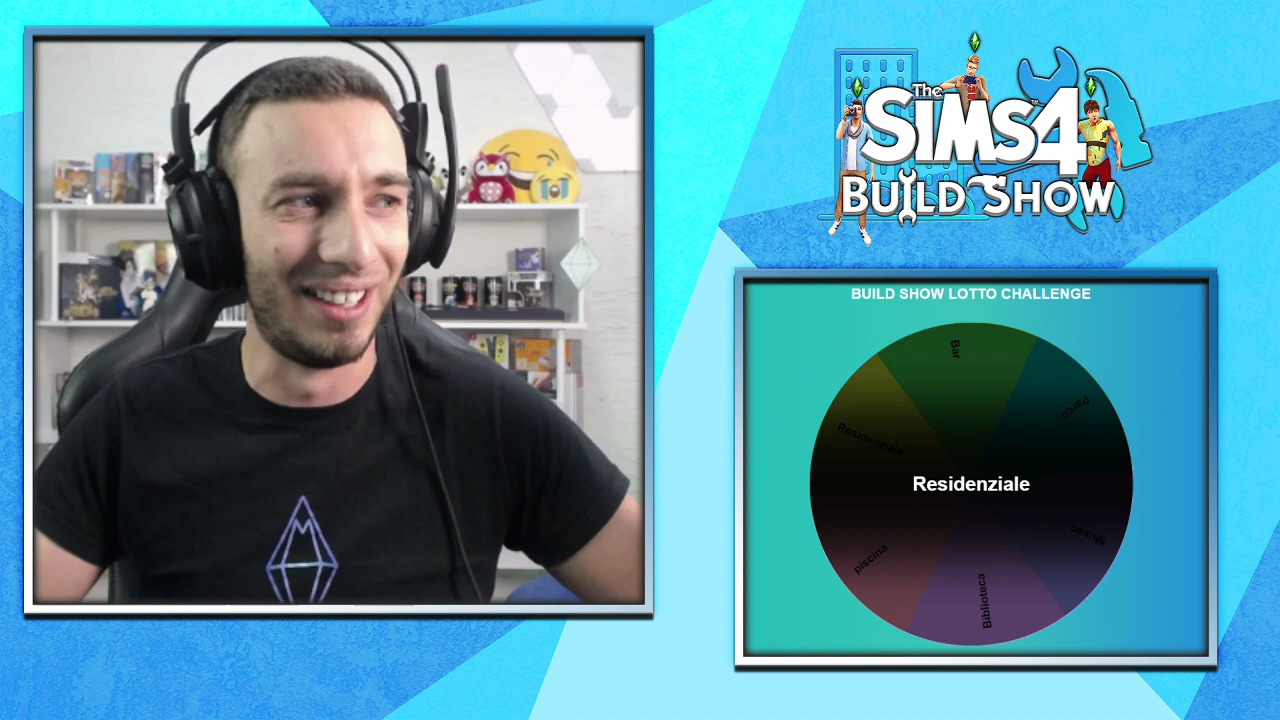 The
SIMS 4
BUILD SHOW
BUILD SHOW LOTTO CHALLENGE
Bar
Parco
Residenziale
Residenziale
Museo
piscina
Biblioteca